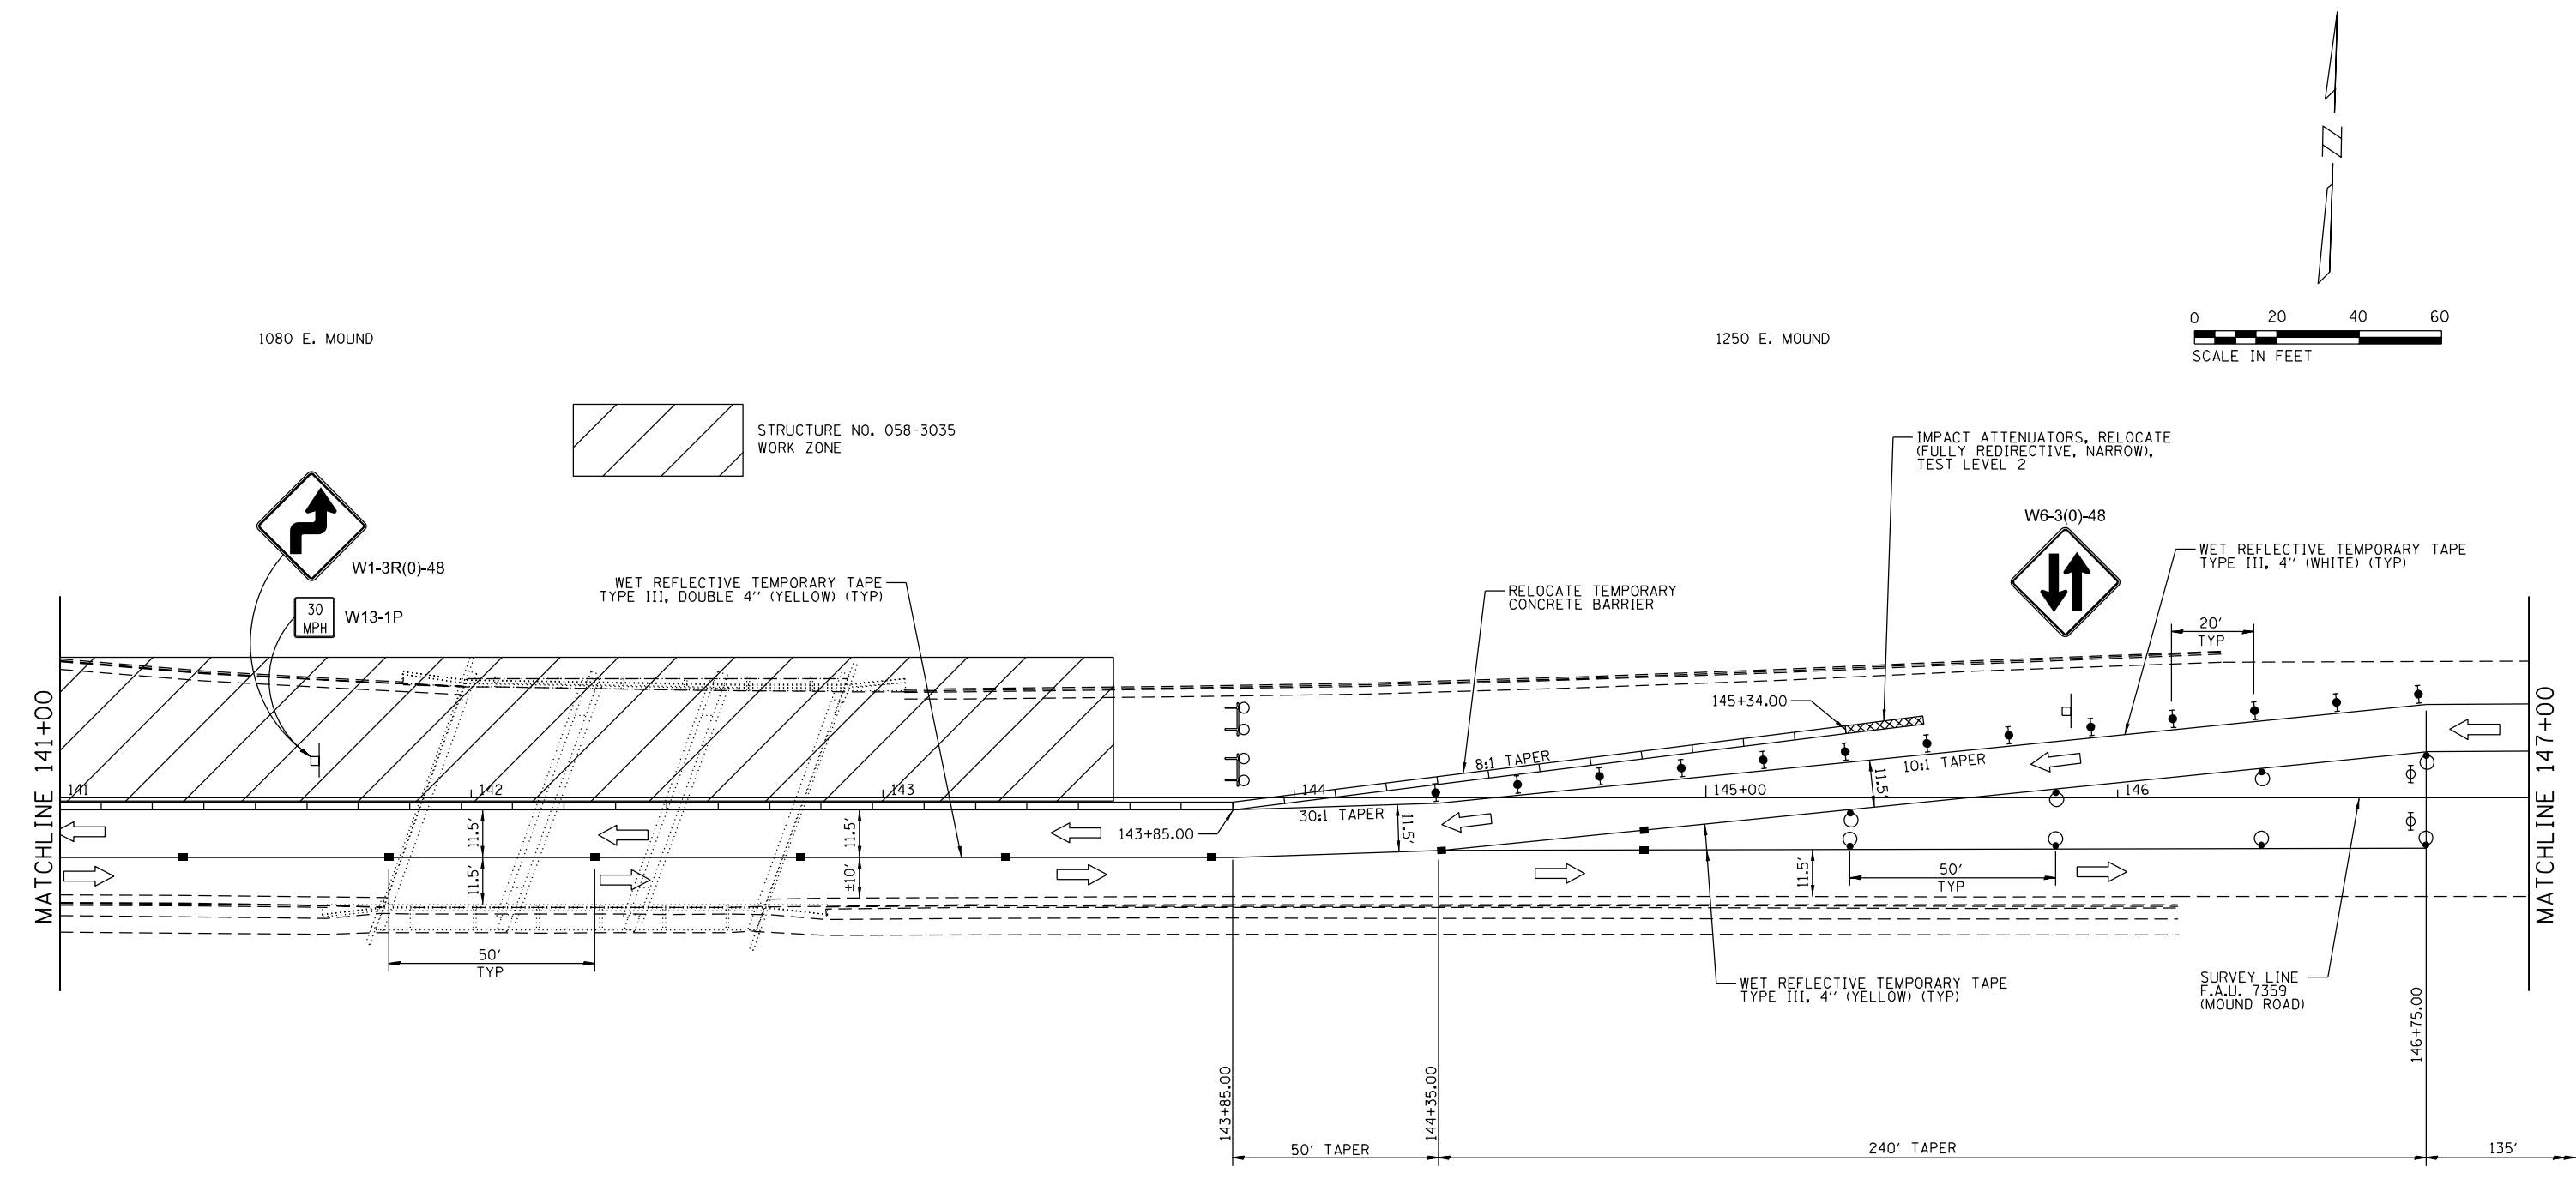 N
0 20 40 60
SCALE IN FEET
1080 E. MOUND
1250 E. MOUND
STRUCTURE NO. 058-3035
WORK ZONE
IMPACT ATTENUATORS, RELOCATE
(FULLY REDIRECTIVE, NARROW),
TEST LEVEL 2
W1-3R(0)-48
30
MPH
W13-1P
WET REFLECTIVE TEMPORARY TAPE
TYPE III, DOUBLE 4'' (YELLOW) (TYP)
RELOCATE TEMPORARY
CONCRETE BARRIER
W6-3(0)-48
WET REFLECTIVE TEMPORARY TAPE
TYPE III, 4'' (WHITE) (TYP)
20'
TYP
145+34.00
MATCHLINE 141+00
MATCHLINE 147+00
8:1 TAPER
10:1 TAPER
11.5'
141
142
143
144
145+00
146
30:1 TAPER
143+85.00
11.5'
11.5'
11.5'
11.5'
±10'
11.5'
50'
TYP
50'
TYP
WET REFLECTIVE TEMPORARY TAPE
TYPE III, 4'' (YELLOW) (TYP)
SURVEY LINE
F.A.U. 7359
(MOUND ROAD)
143+85.00
144+35.00
146+75.00
50' TAPER
240' TAPER
135'